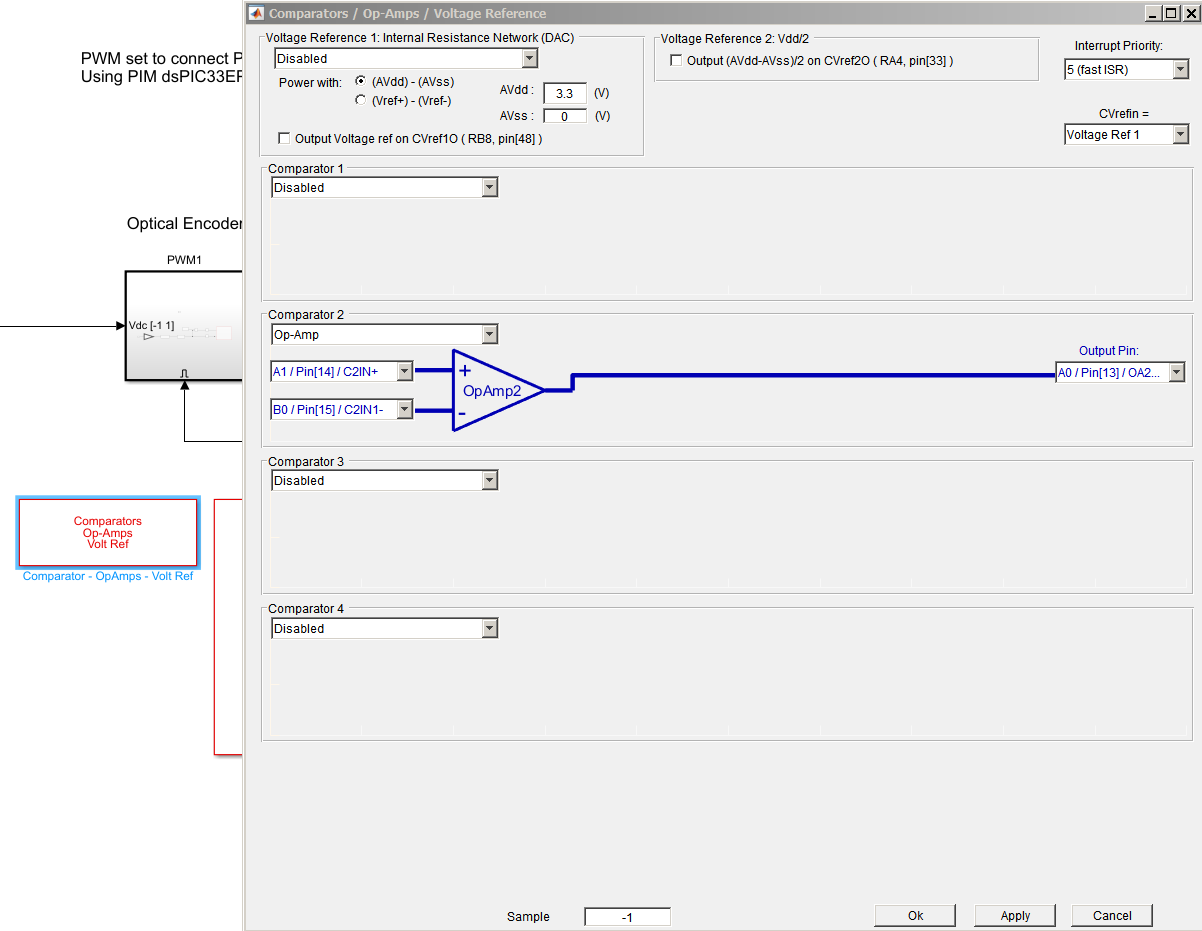 Comparators / Op-Amps / Voltage Reference
PWM set to connect P
Using PIM dsPIC33EF
Voltage Reference 1: Internal Resistance Network (DAC)
Disabled
Power with:
(AVdd) - (AVss)
(Vref+) - (Vref-)
AVdd :
3.3
(V)
AVss :
0
(V)
Output Voltage ref on CVref1O ( RB8, pin[48] )
Voltage Reference 2: Vdd/2
Output (AVdd-AVss)/2 on CVref2O ( RA4, pin[33] )
Interrupt Priority:
5 (fast ISR)
CVrefin =
Voltage Ref 1
Comparator 1
Disabled
Optical Encoder
PWM1
Vdc [-1 1]
Comparator 2
Op-Amp
A1 / Pin[14] / C2IN+
B0 / Pin[15] / C2IN1-
+
OpAmp2
-
Output Pin:
A0 / Pin[13] / OA2...
Comparator 3
Disabled
Comparators
Op-Amps
Volt Ref
Comparator - OpAmps - Volt Ref
Comparator 4
Disabled
Sample
-1
Ok
Apply
Cancel